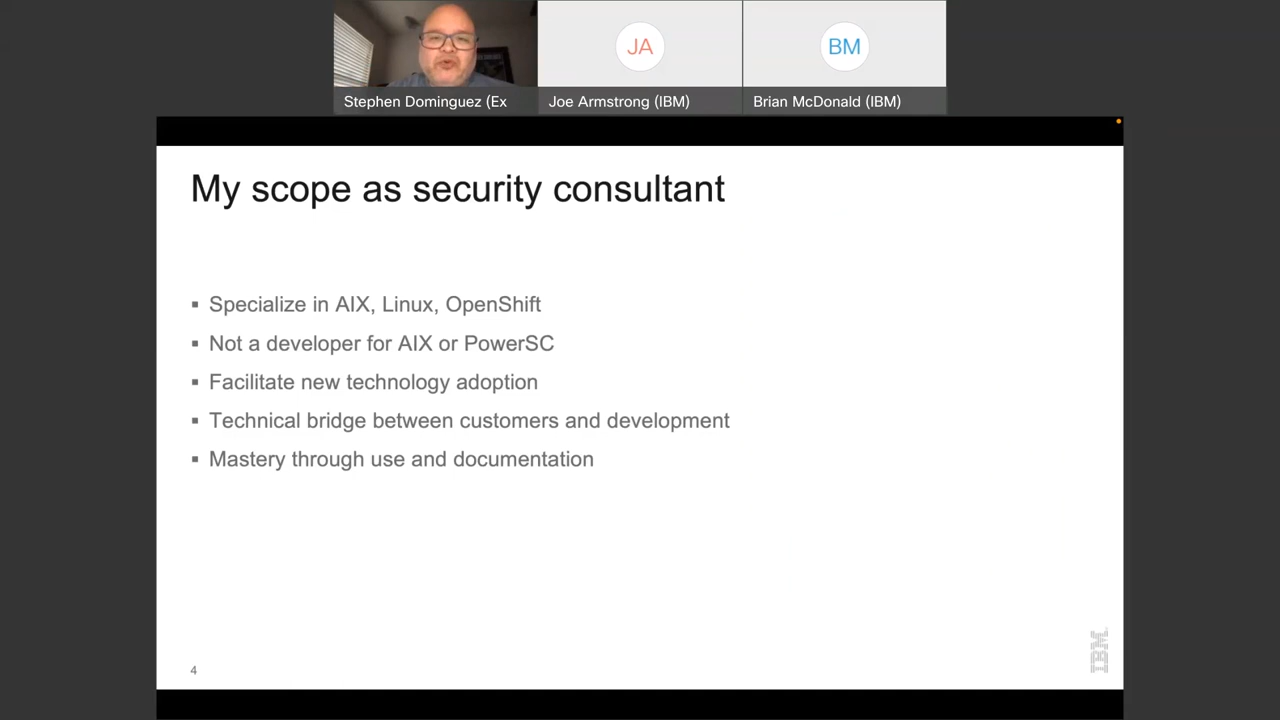 JA
BM
Stephen Dominguez (Ex
Joe Armstrong (IBM)
Brian McDonald (IBM)
My scope as security consultant
▪ Specialize in AIX, Linux, OpenShift
▪ Not a developer for AIX or PowerSC
▪ Facilitate new technology adoption
▪ Technical bridge between customers and development
▪ Mastery through use and documentation
4
IBM